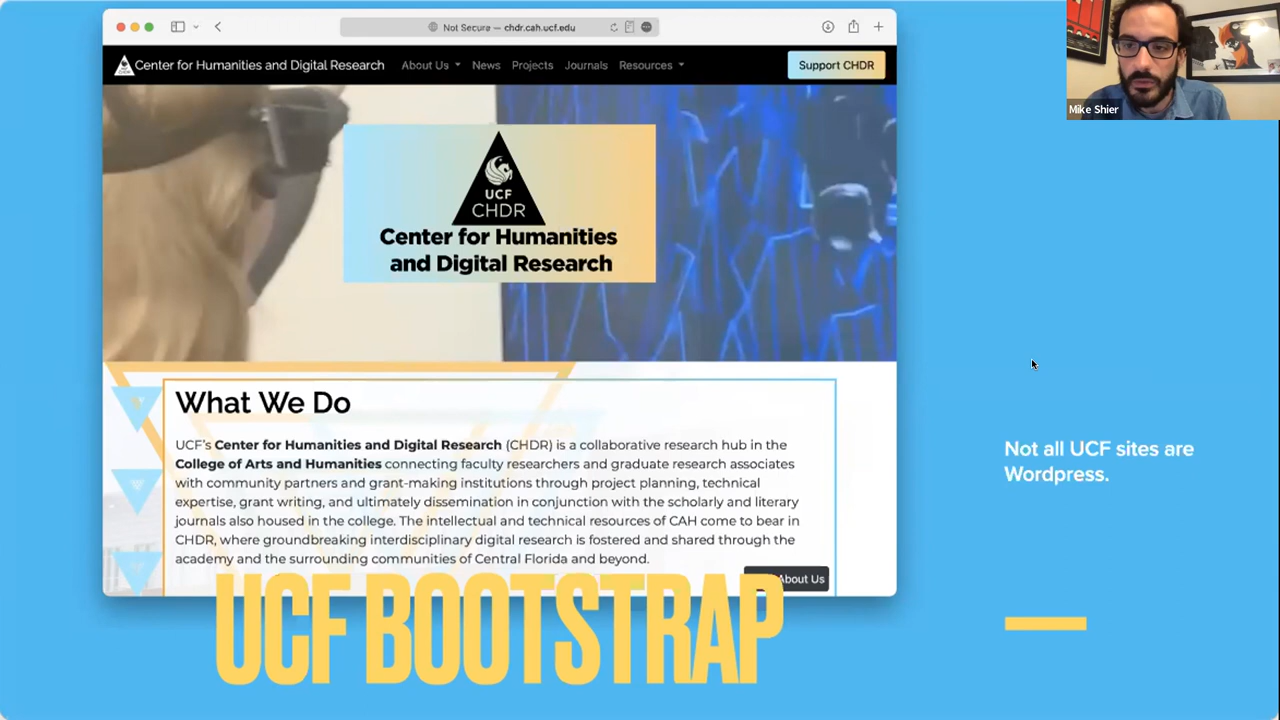 Not Secure — chdr.cah.ucf.edu
UCF CHDR
Center for Humanities and Digital Research
About Us
News
Projects
Journals
Resources
Support CHDR
Mike Shier
UCF
CHDR
Center for Humanities
and Digital Research
What We Do
UCF's Center for Humanities and Digital Research (CHDR) is a collaborative research hub in the
College of Arts and Humanities connecting faculty researchers and graduate research associates
with community partners and grant-making institutions through project planning, technical
expertise, grant writing, and ultimately dissemination in conjunction with the scholarly and literary
journals also housed in the college. The intellectual and technical resources of CAH come to bear in
CHDR, where groundbreaking interdisciplinary digital research is fostered and shared through the
academy and the surrounding communities of Central Florida and beyond.
About Us
UCF BOOTSTRAP
Not all UCF sites are
Wordpress.